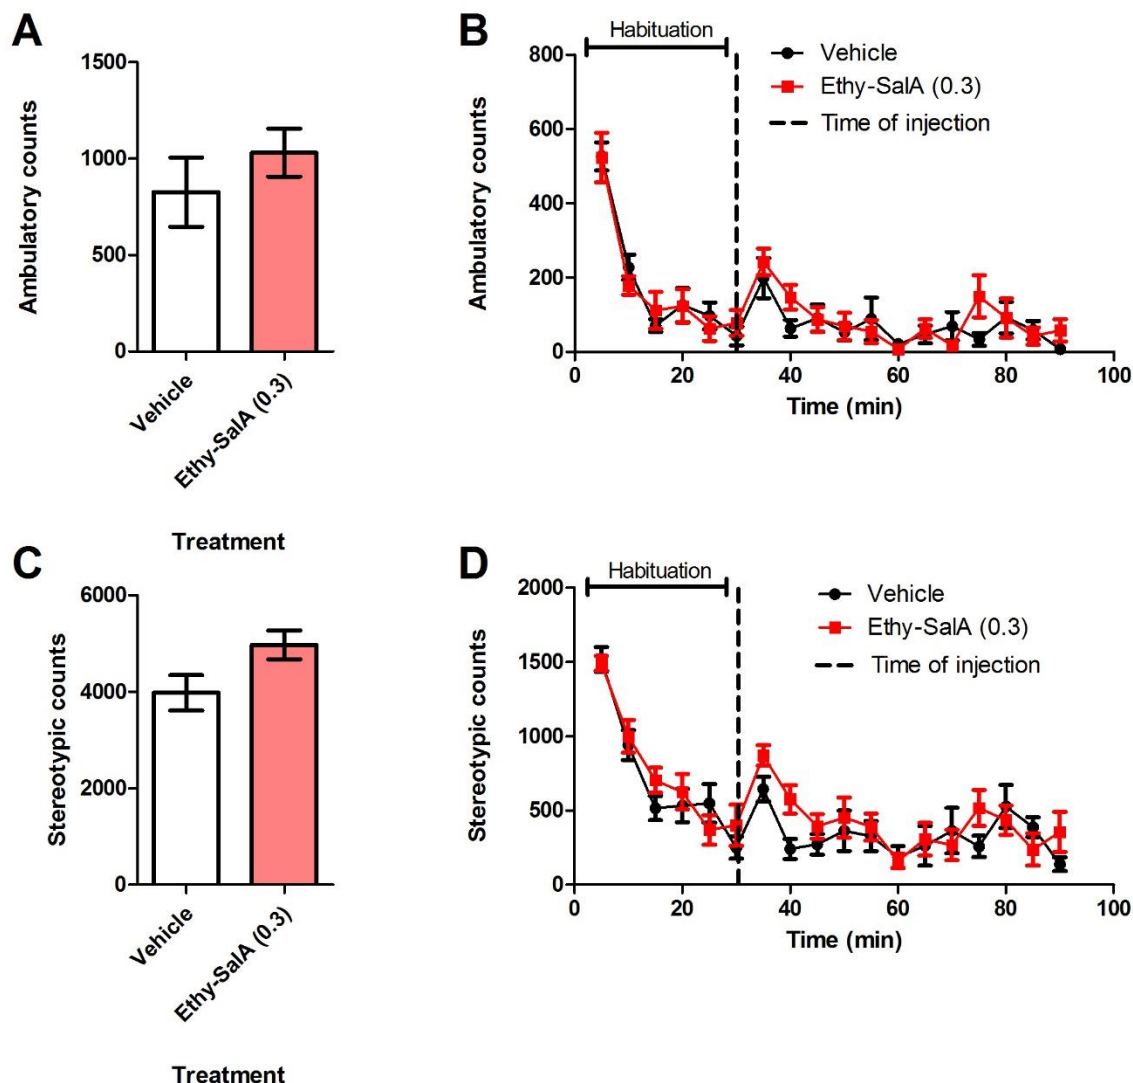 A
Ambulatory counts
1500
1000
500
0
Vehicle
Ethy-SalA (0.3)
Treatment
B
Habituation
Vehicle
Ethy-SalA (0.3)
Time of injection
Ambulatory counts
800
600
400
200
0
0 20 40 60 80 100
Time (min)
C
Stereotypic counts
6000
4000
2000
0
Vehicle
Ethy-SalA (0.3)
Treatment
D
Habituation
Vehicle
Ethy-SalA (0.3)
Time of injection
Stereotypic counts
2000
1500
1000
500
0
0 20 40 60 80 100
Time (min)